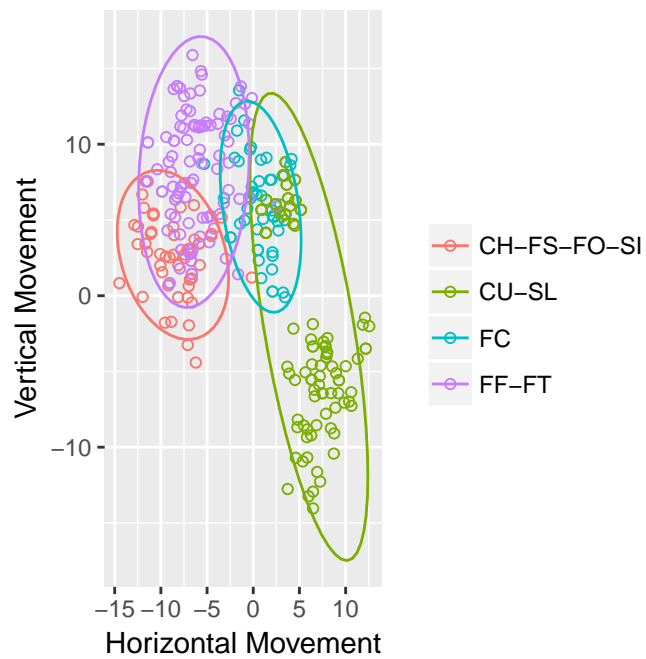 Vertical Movement
10
0
−10
−15 −10 −5 0 5 10
Horizontal Movement
CH−FS−FO−SI
CU−SL
FC
FF−FT